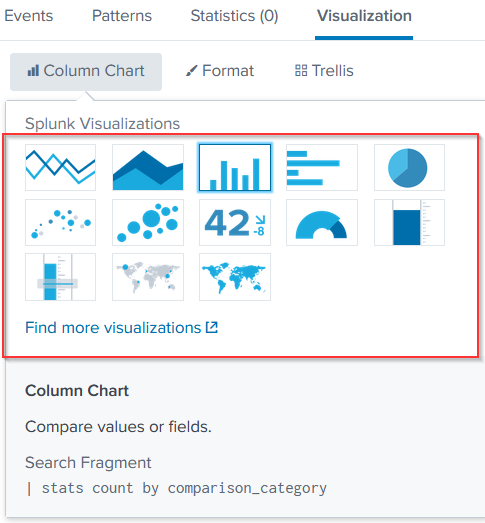 Events Patterns Statistics (0) Visualization
Column Chart Format Trellis
Splunk Visualizations
42
-8
Find more visualizations
Column Chart
Compare values or fields.
Search Fragment
| stats count by comparison_category